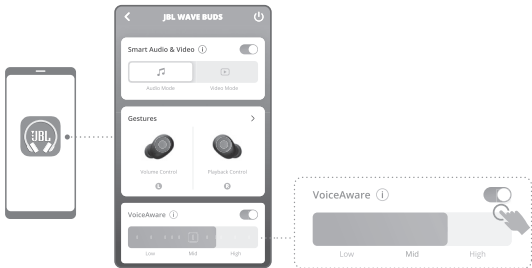 JBL WAVE BUDS
Smart Audio & Video
Audio Mode
Video Mode
JBL
Gestures
Volume Control
Playback Control
L
R
VoiceAware
Low
Mid
High
VoiceAware
Low
Mid
High